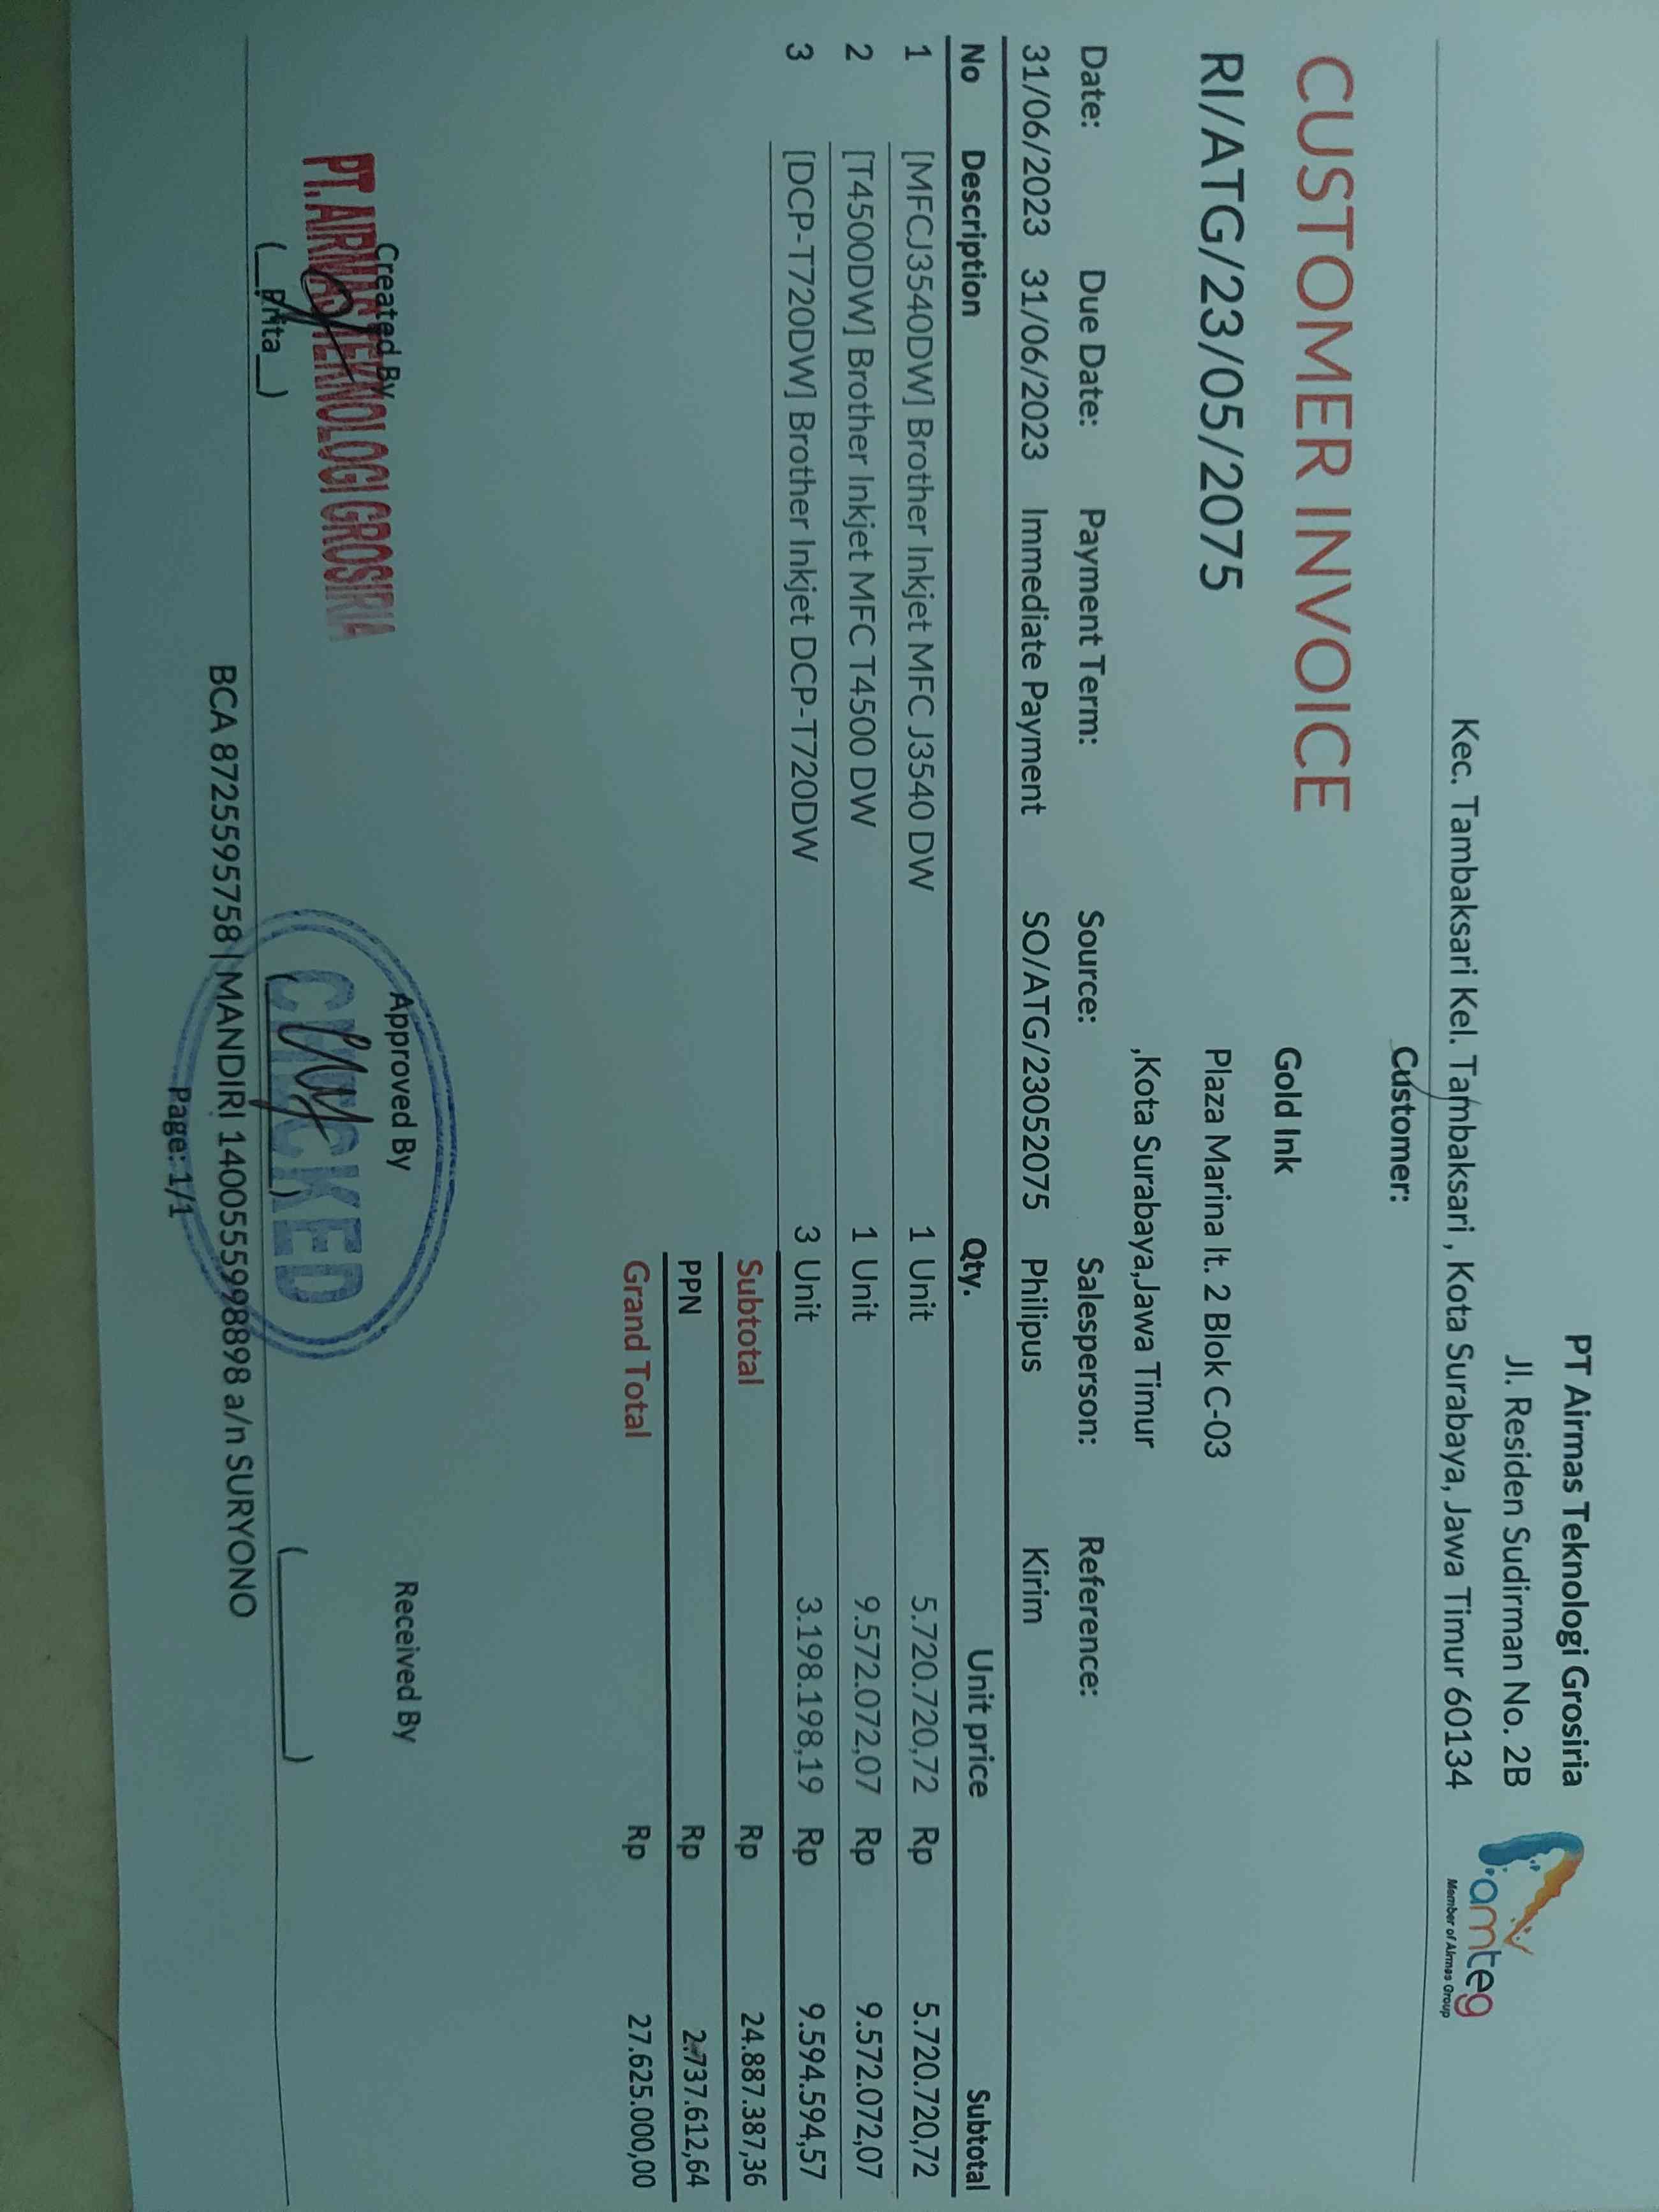 PT Airmas Teknologi Grosiria
Jl. Residen Sudirman No. 2B
Kec. Tambaksari Kel. Tambaksari , Kota Surabaya, Jawa Timur 60134
amteg
Member of Airmas Group
Customer:
CUSTOMER INVOICE
Gold Ink
RI/ATG/23/05/2075
Plaza Marina lt. 2 Blok C-03
,Kota Surabaya,Jawa Timur
Date: Due Date: Payment Term: Source: Salesperson: Reference:
31/06/2023 31/06/2023 Immediate Payment SO/ATG/23052075 Philipus Kirim
No Description Qty. Unit price Subtotal
1 [MFCJ3540DW] Brother Inkjet MFC J3540 DW 1 Unit 5.720.720,72 Rp 5.720.720,72
2 [T4500DW] Brother Inkjet MFC T4500 DW 1 Unit 9.572.072,07 Rp 9.572.072,07
3 [DCP-T720DW] Brother Inkjet DCP-T720DW 3 Unit 3.198.198,19 Rp 9.594.594,57
Subtotal Rp 24.887.387,36
PPN Rp 2.737.612,64
Grand Total Rp 27.625.000,00
Created By Approved By Received By
PT.AIRMAS TEKNOLOGI GROSIRIA
CHECKED
(__Prita__) (________) (________)
BCA 8725595758 | MANDIRI 1400555998898 a/n SURYONO
Page: 1/1